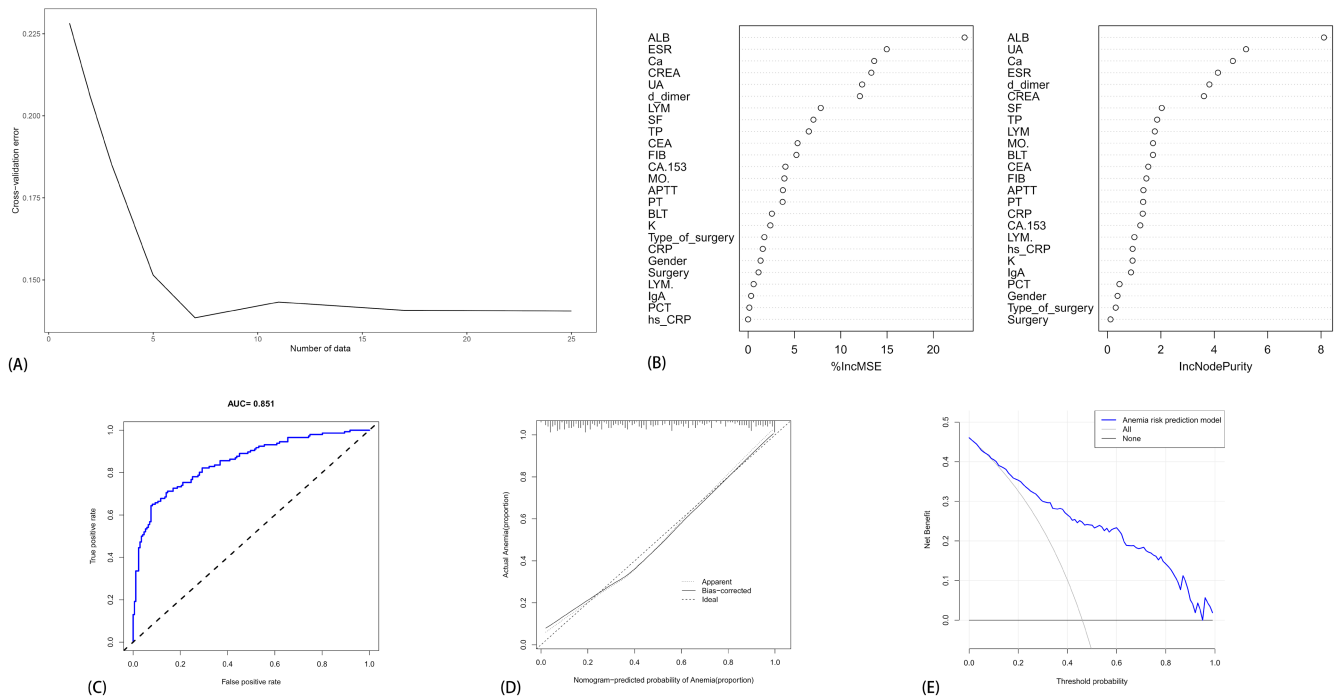 0.225
0.200
0.175
0.150
Cross−validation error
0 5 10 15 20 25
Number of data
(A)
ALB
ESR
Ca
CREA
UA
d_dimer
LYM
SF
TP
CEA
FIB
CA.153
MO.
APTT
PT
BLT
K
Type_of_surgery
CRP
Gender
Surgery
LYM.
IgA
PCT
hs_CRP
0 5 10 15 20
%IncMSE
ALB
UA
Ca
ESR
d_dimer
CREA
SF
TP
LYM
MO.
BLT
CEA
FIB
APTT
PT
CRP
CA.153
LYM.
hs_CRP
K
IgA
PCT
Gender
Type_of_surgery
Surgery
0 2 4 6 8
IncNodePurity
(B)
AUC= 0.851
1.0
0.8
0.6
0.4
0.2
0.0
True positive rate
0.0 0.2 0.4 0.6 0.8 1.0
False positive rate
(C)
1.0
0.8
0.6
0.4
0.2
0.0
Actual Anemia(proportion)
Apparent
Bias−corrected
Ideal
0.0 0.2 0.4 0.6 0.8 1.0
Nomogram−predicted probability of Anemia(proportion)
(D)
Anemia risk prediction model
All
None
0.5
0.4
0.3
0.2
0.1
0.0
Net Benefit
0.0 0.2 0.4 0.6 0.8 1.0
Threshold probability
(E)